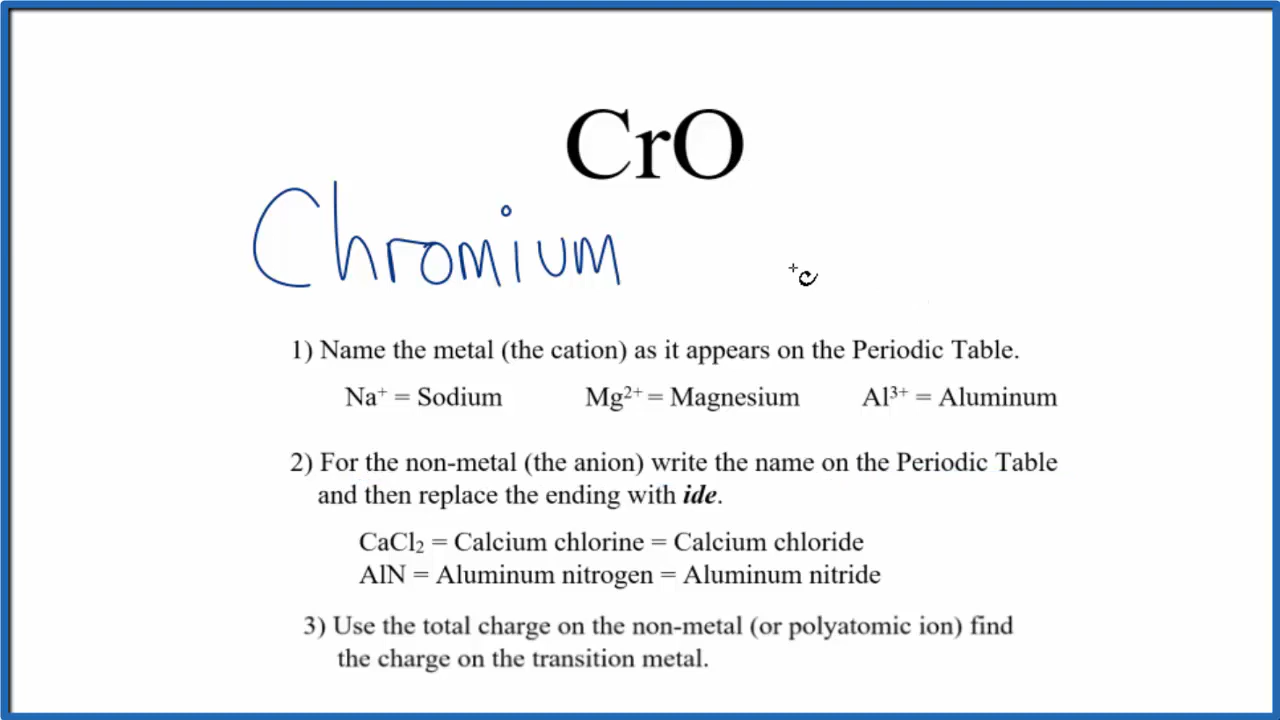 CrO
Chromium
1) Name the metal (the cation) as it appears on the Periodic Table.
Na⁺ = Sodium Mg²⁺ = Magnesium Al³⁺ = Aluminum
2) For the non-metal (the anion) write the name on the Periodic Table
and then replace the ending with ide.
CaCl₂ = Calcium chlorine = Calcium chloride
AlN = Aluminum nitrogen = Aluminum nitride
3) Use the total charge on the non-metal (or polyatomic ion) find
the charge on the transition metal.